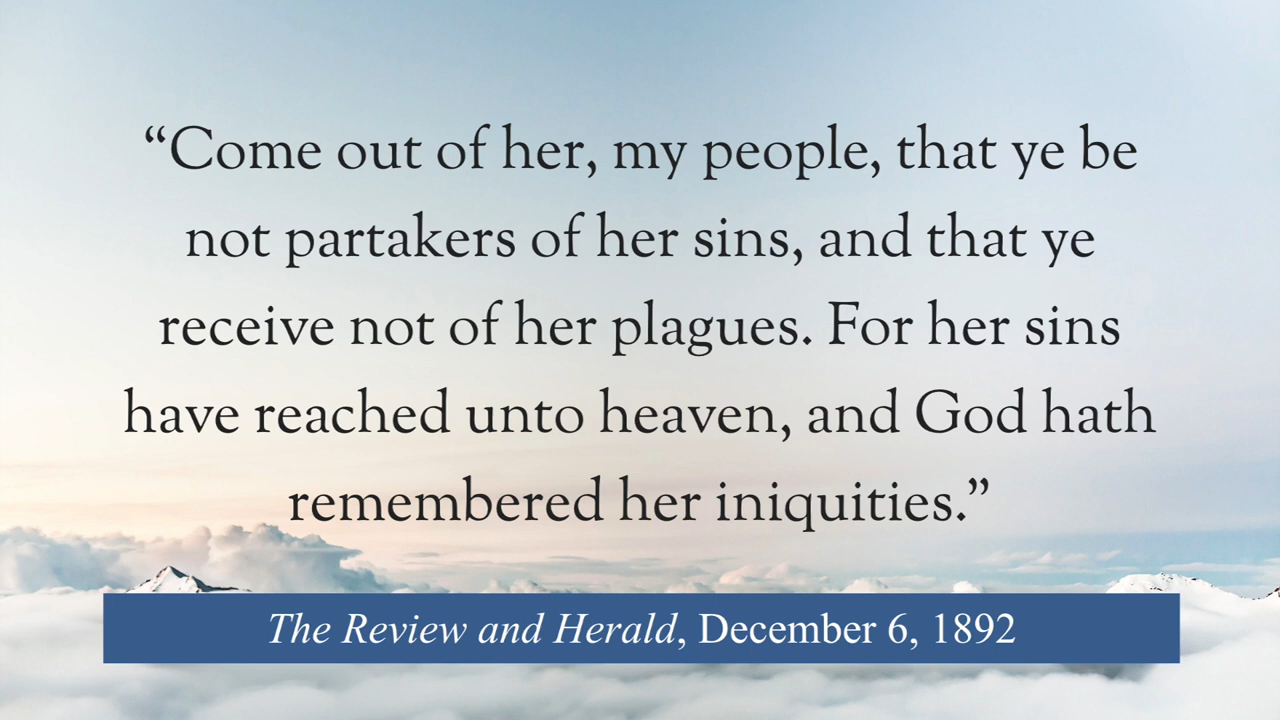 “Come out of her, my people, that ye be
not partakers of her sins, and that ye
receive not of her plagues. For her sins
have reached unto heaven, and God hath
remembered her iniquities.”
The Review and Herald, December 6, 1892